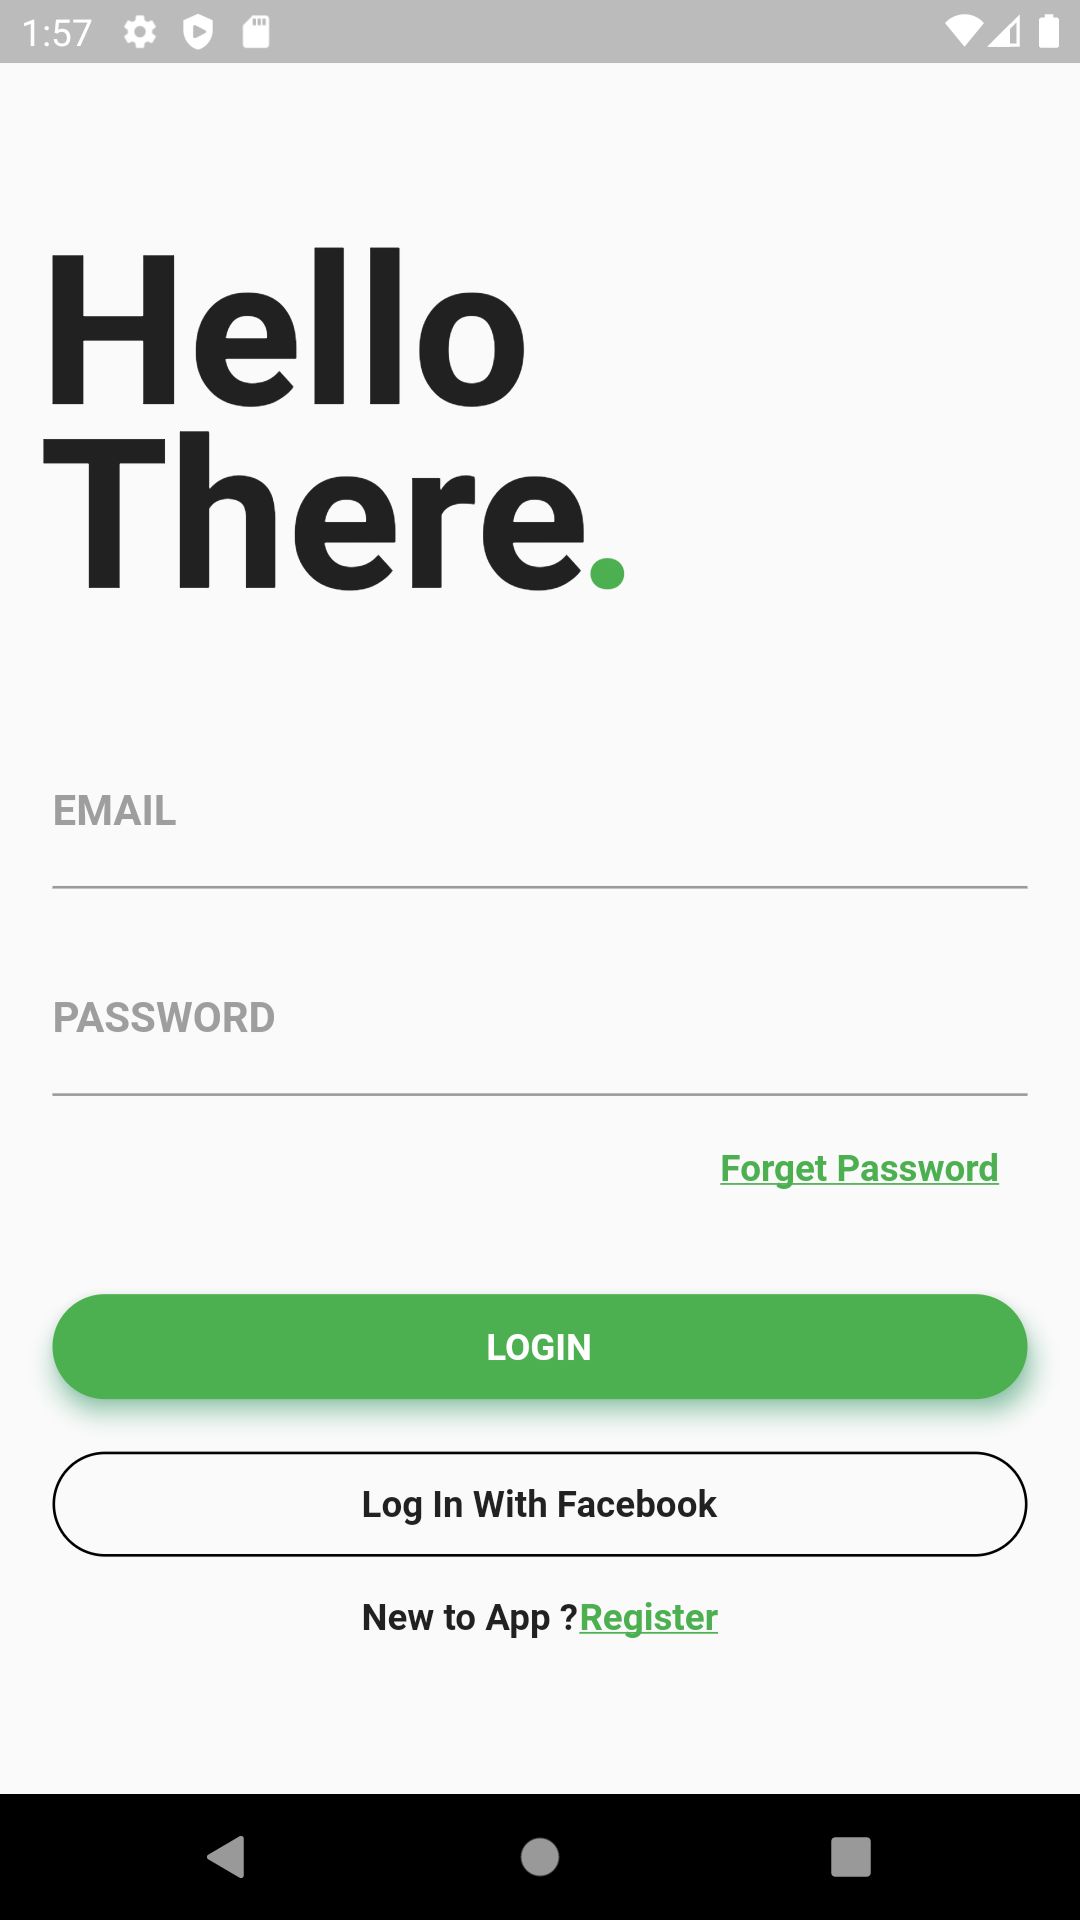 1:57
Hello
There.
EMAIL
PASSWORD
Forget Password
LOGIN
Log In With Facebook
New to App ?Register